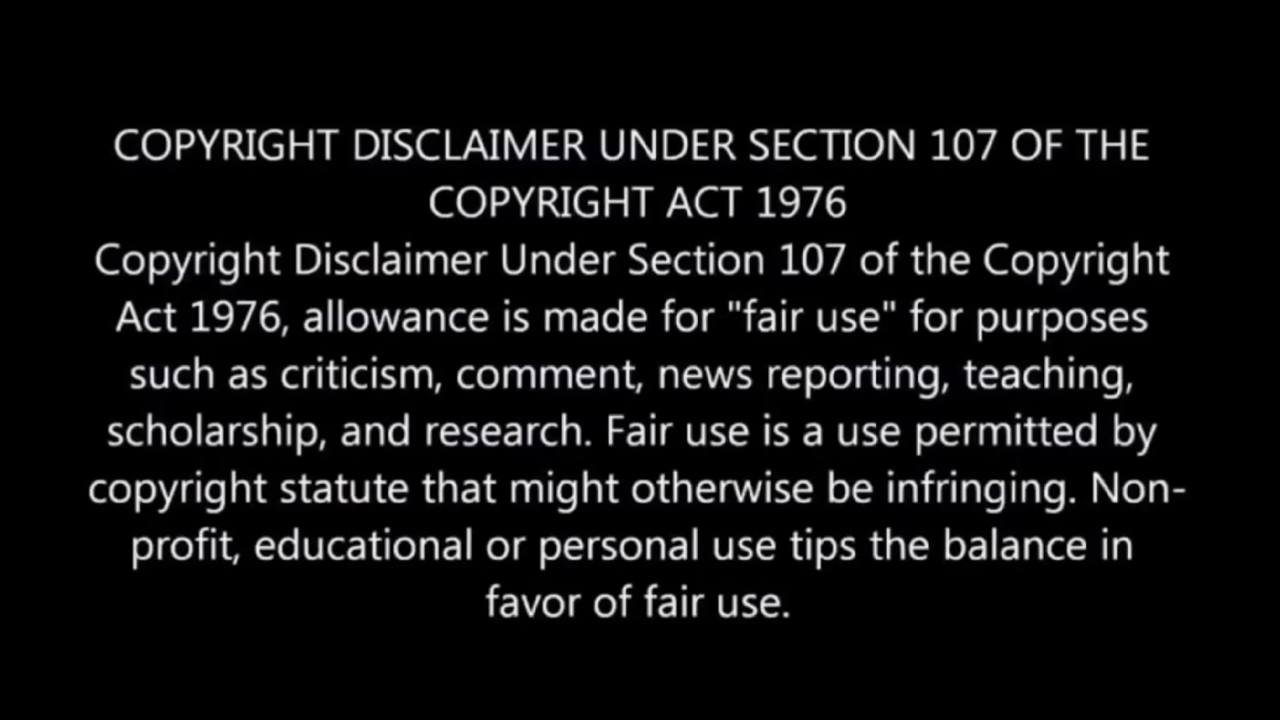 COPYRIGHT DISCLAIMER UNDER SECTION 107 OF THE
COPYRIGHT ACT 1976
Copyright Disclaimer Under Section 107 of the Copyright
Act 1976, allowance is made for "fair use" for purposes
such as criticism, comment, news reporting, teaching,
scholarship, and research. Fair use is a use permitted by
copyright statute that might otherwise be infringing. Non-
profit, educational or personal use tips the balance in
favor of fair use.